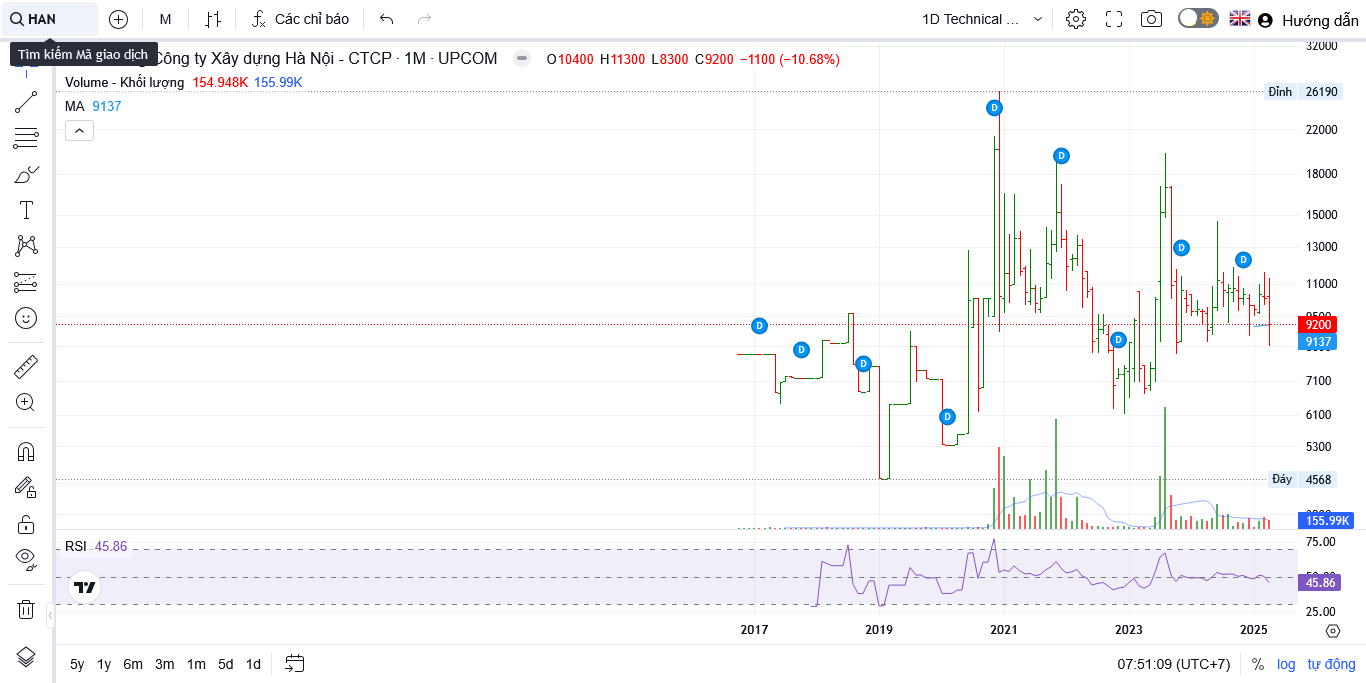 HAN
M
Các chỉ báo
1D Technical ...
Hướng dẫn
Tìm kiếm Mã giao dịch
Công ty Xây dựng Hà Nội - CTCP · 1M · UPCOM
O10400 H11300 L8300 C9200 −1100 (−10.68%)
Volume - Khối lượng 154.948K 155.99K
MA 9137
32000
Đỉnh 26190
22000
18000
15000
13000
11000
9200
9137
7100
6100
5300
Đáy 4568
155.99K
D
D
D
D
D
D
D
D
D
RSI 45.86
75.00
45.86
25.00
2017 2019 2021 2023 2025
5y 1y 6m 3m 1m 5d 1d
07:51:09 (UTC+7) % log tự động